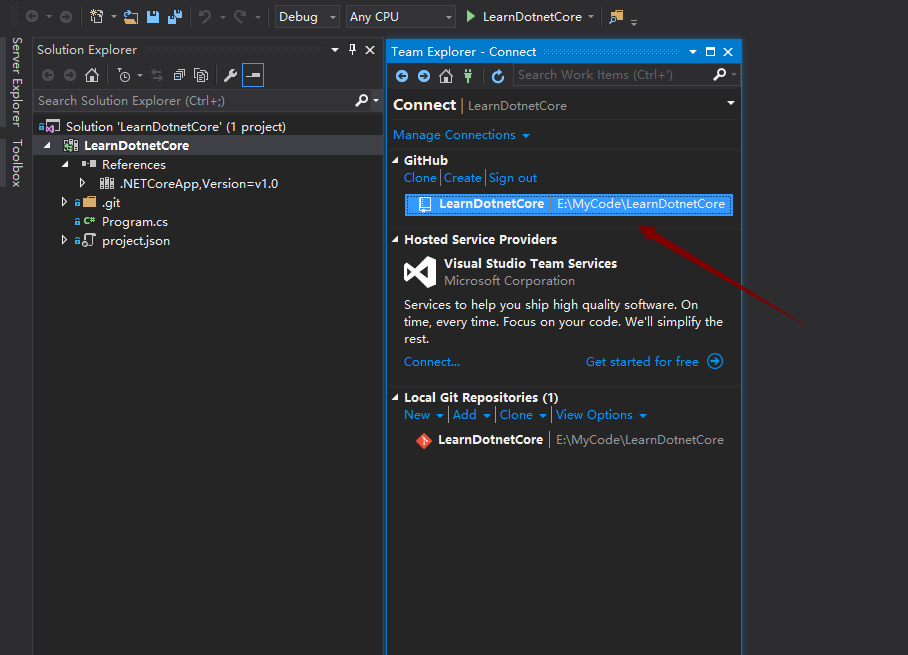 Debug
Any CPU
LearnDotnetCore
Server Explorer
Toolbox
Solution Explorer
Search Solution Explorer (Ctrl+;)
Solution 'LearnDotnetCore' (1 project)
LearnDotnetCore
References
.NETCoreApp,Version=v1.0
.git
C# Program.cs
project.json
Team Explorer - Connect
Search Work Items (Ctrl+')
Connect | LearnDotnetCore
Manage Connections
GitHub
Clone | Create | Sign out
LearnDotnetCore | E:\MyCode\LearnDotnetCore
Hosted Service Providers
Visual Studio Team Services
Microsoft Corporation
Services to help you ship high quality software. On
time, every time. Focus on your code. We'll simplify the
rest.
Connect... Get started for free
Local Git Repositories (1)
New | Add | Clone | View Options
LearnDotnetCore | E:\MyCode\LearnDotnetCore